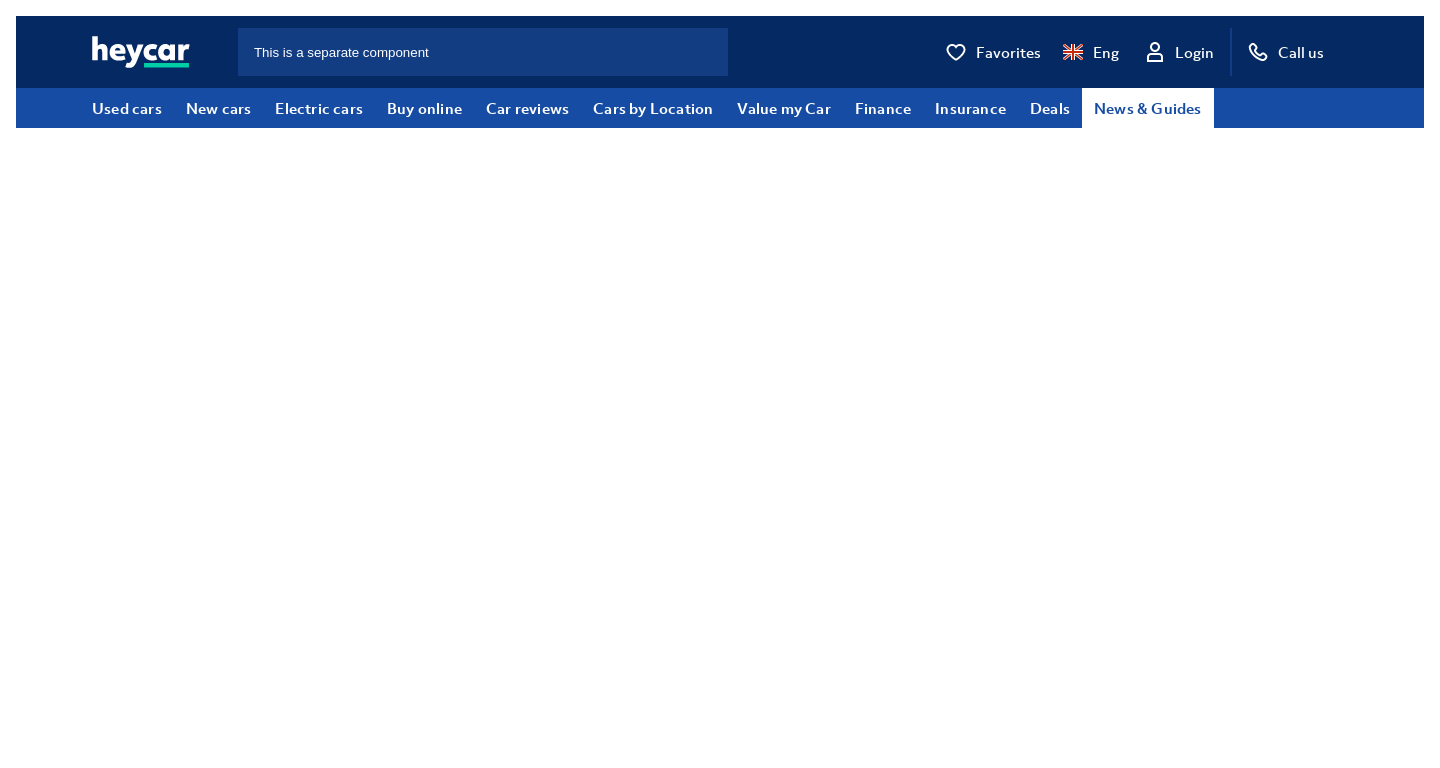 heycar This is a separate component Favorites Eng Login Call us
Used cars New cars Electric cars Buy online Car reviews Cars by Location Value my Car Finance Insurance Deals News & Guides